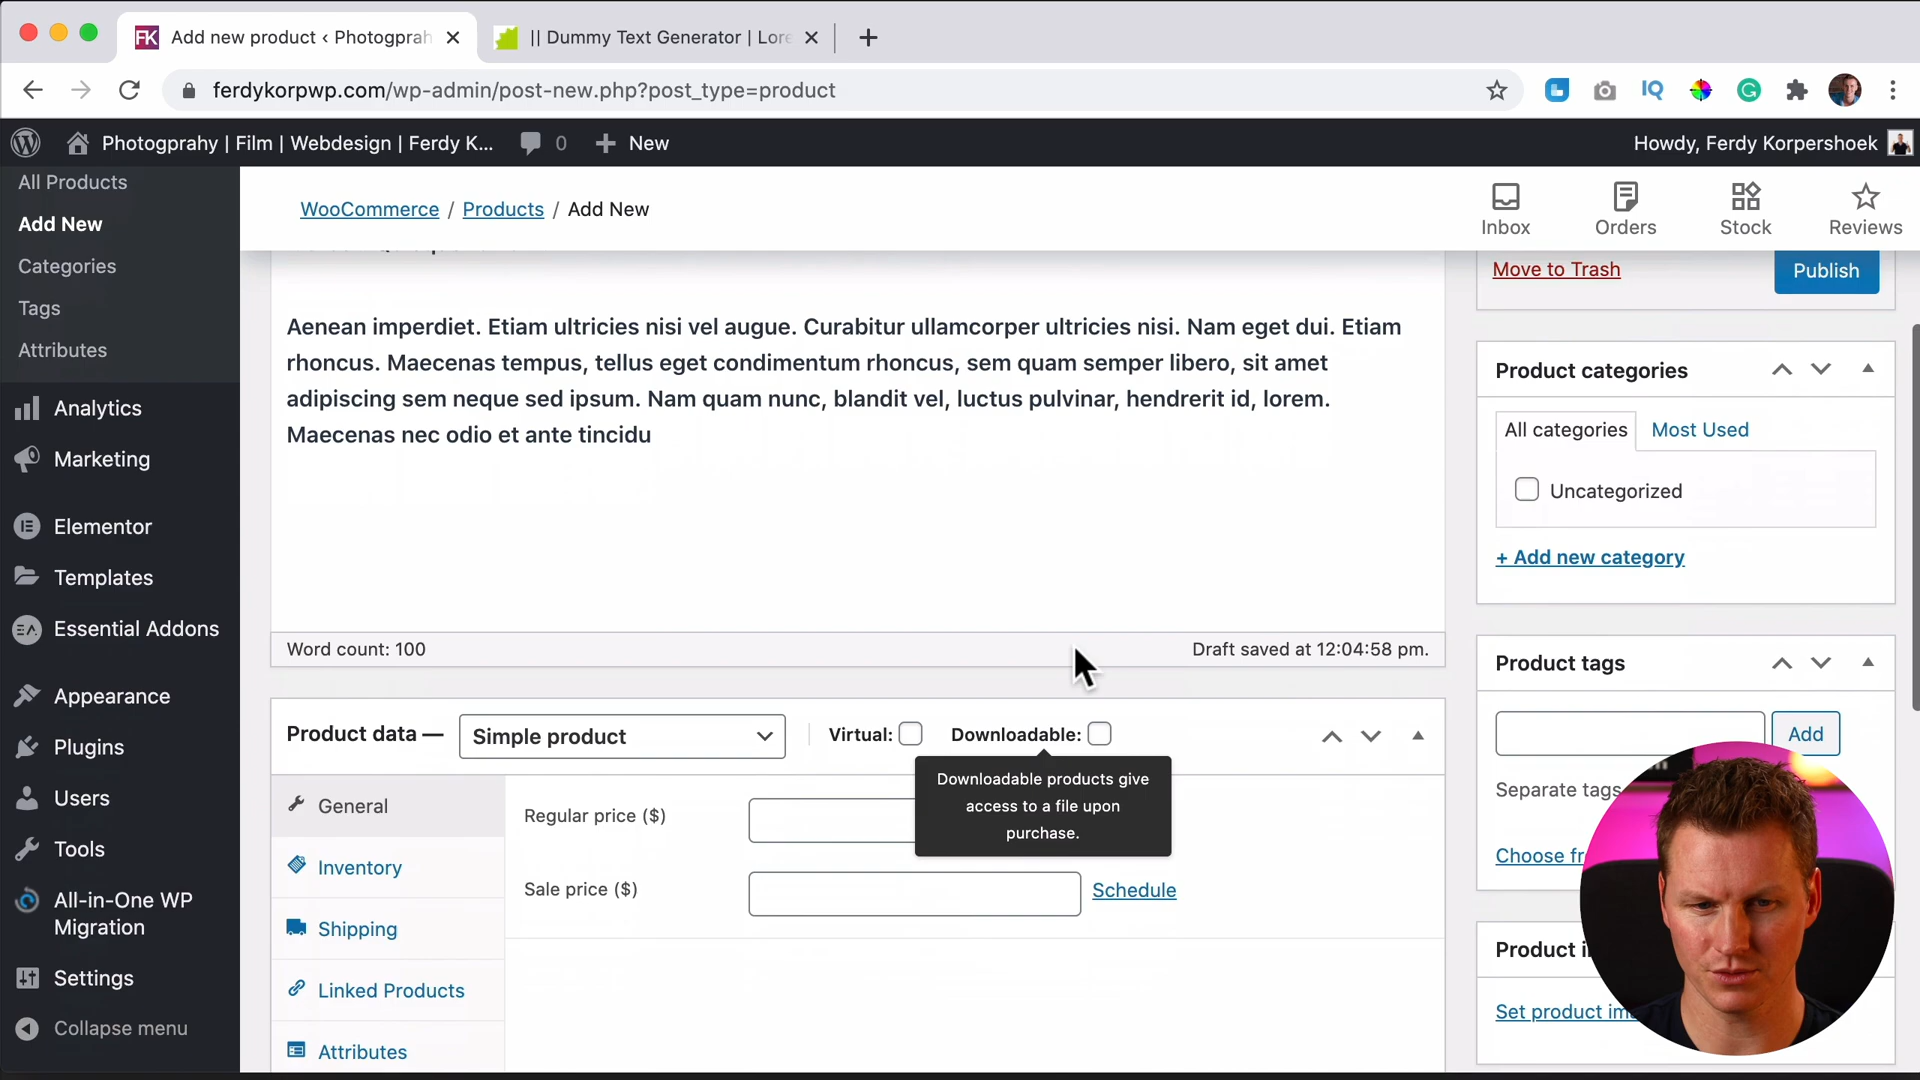 Add new product ‹ Photogprah
|| Dummy Text Generator | Lor
ferdykorpwp.com/wp-admin/post-new.php?post_type=product
Photogprahy | Film | Webdesign | Ferdy K...
0
New
Howdy, Ferdy Korpershoek
All Products
Add New
Categories
Tags
Attributes
Analytics
Marketing
Elementor
Templates
Essential Addons
Appearance
Plugins
Users
Tools
All-in-One WP
Migration
Settings
Collapse menu
WooCommerce / Products / Add New
Inbox
Orders
Stock
Reviews
Aenean imperdiet. Etiam ultricies nisi vel augue. Curabitur ullamcorper ultricies nisi. Nam eget dui. Etiam
rhoncus. Maecenas tempus, tellus eget condimentum rhoncus, sem quam semper libero, sit amet
adipiscing sem neque sed ipsum. Nam quam nunc, blandit vel, luctus pulvinar, hendrerit id, lorem.
Maecenas nec odio et ante tincidu
Word count: 100
Draft saved at 12:04:58 pm.
Product data —
Simple product
Virtual:
Downloadable:
Downloadable products give
access to a file upon
purchase.
General
Inventory
Shipping
Linked Products
Attributes
Regular price ($)
Sale price ($)
Schedule
Move to Trash
Publish
Product categories
All categories
Most Used
Uncategorized
+ Add new category
Product tags
Add
Separate tags
Choose fr
Product i
Set product im